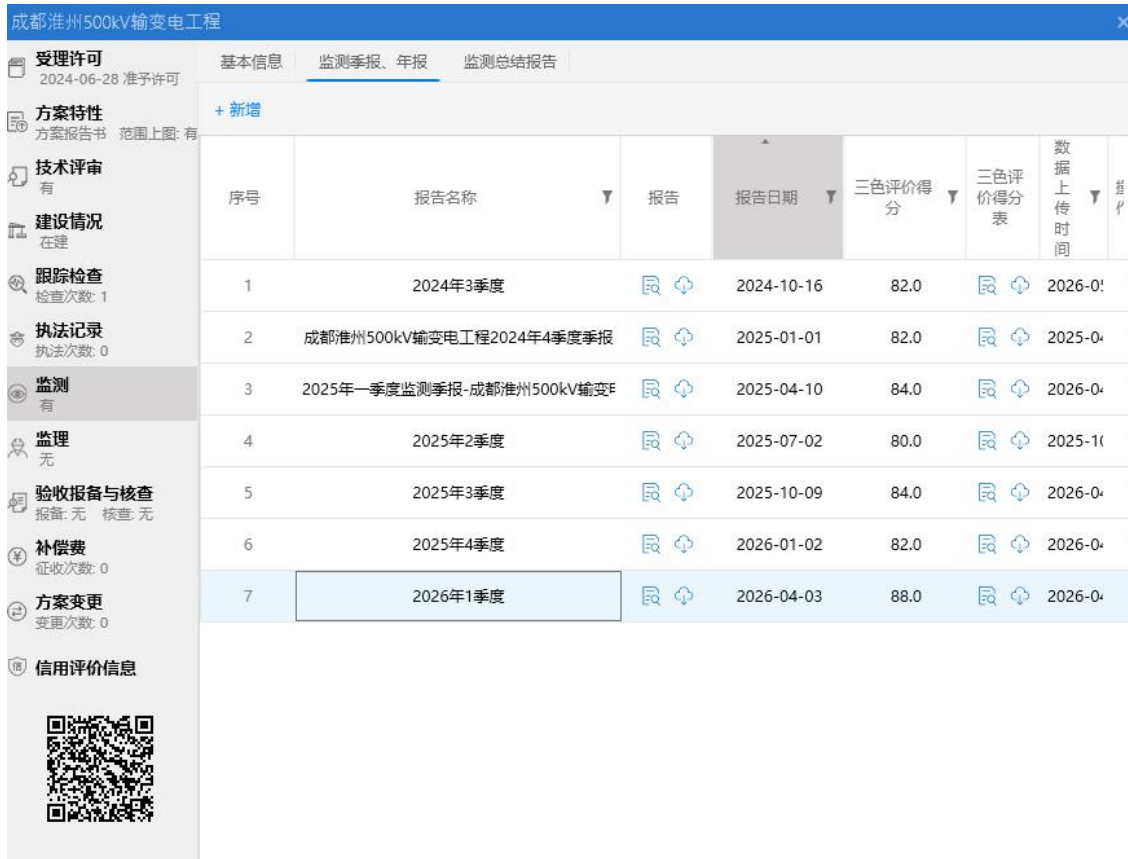 成都淮州500kV输变电工程
受理许可
2024-06-28 准予许可
方案特性
方案报告书 范围上图: 有
技术评审
有
建设情况
在建
跟踪检查
检查次数: 1
执法记录
执法次数: 0
监测
有
监理
无
验收报备与核查
报备: 无 核查: 无
补偿费
征收次数: 0
方案变更
变更次数: 0
信用评价信息
基本信息 监测季报、年报 监测总结报告
+ 新增
序号 报告名称 报告 报告日期 三色评价得分 三色评价得分表 数据上传时间
1 2024年3季度 2024-10-16 82.0 2026-0
2 成都淮州500kV输变电工程2024年4季度季报 2025-01-01 82.0 2025-0
3 2025年一季度监测季报-成都淮州500kV输变 2025-04-10 84.0 2026-0
4 2025年2季度 2025-07-02 80.0 2025-1
5 2025年3季度 2025-10-09 84.0 2026-0
6 2025年4季度 2026-01-02 82.0 2026-0
7 2026年1季度 2026-04-03 88.0 2026-0